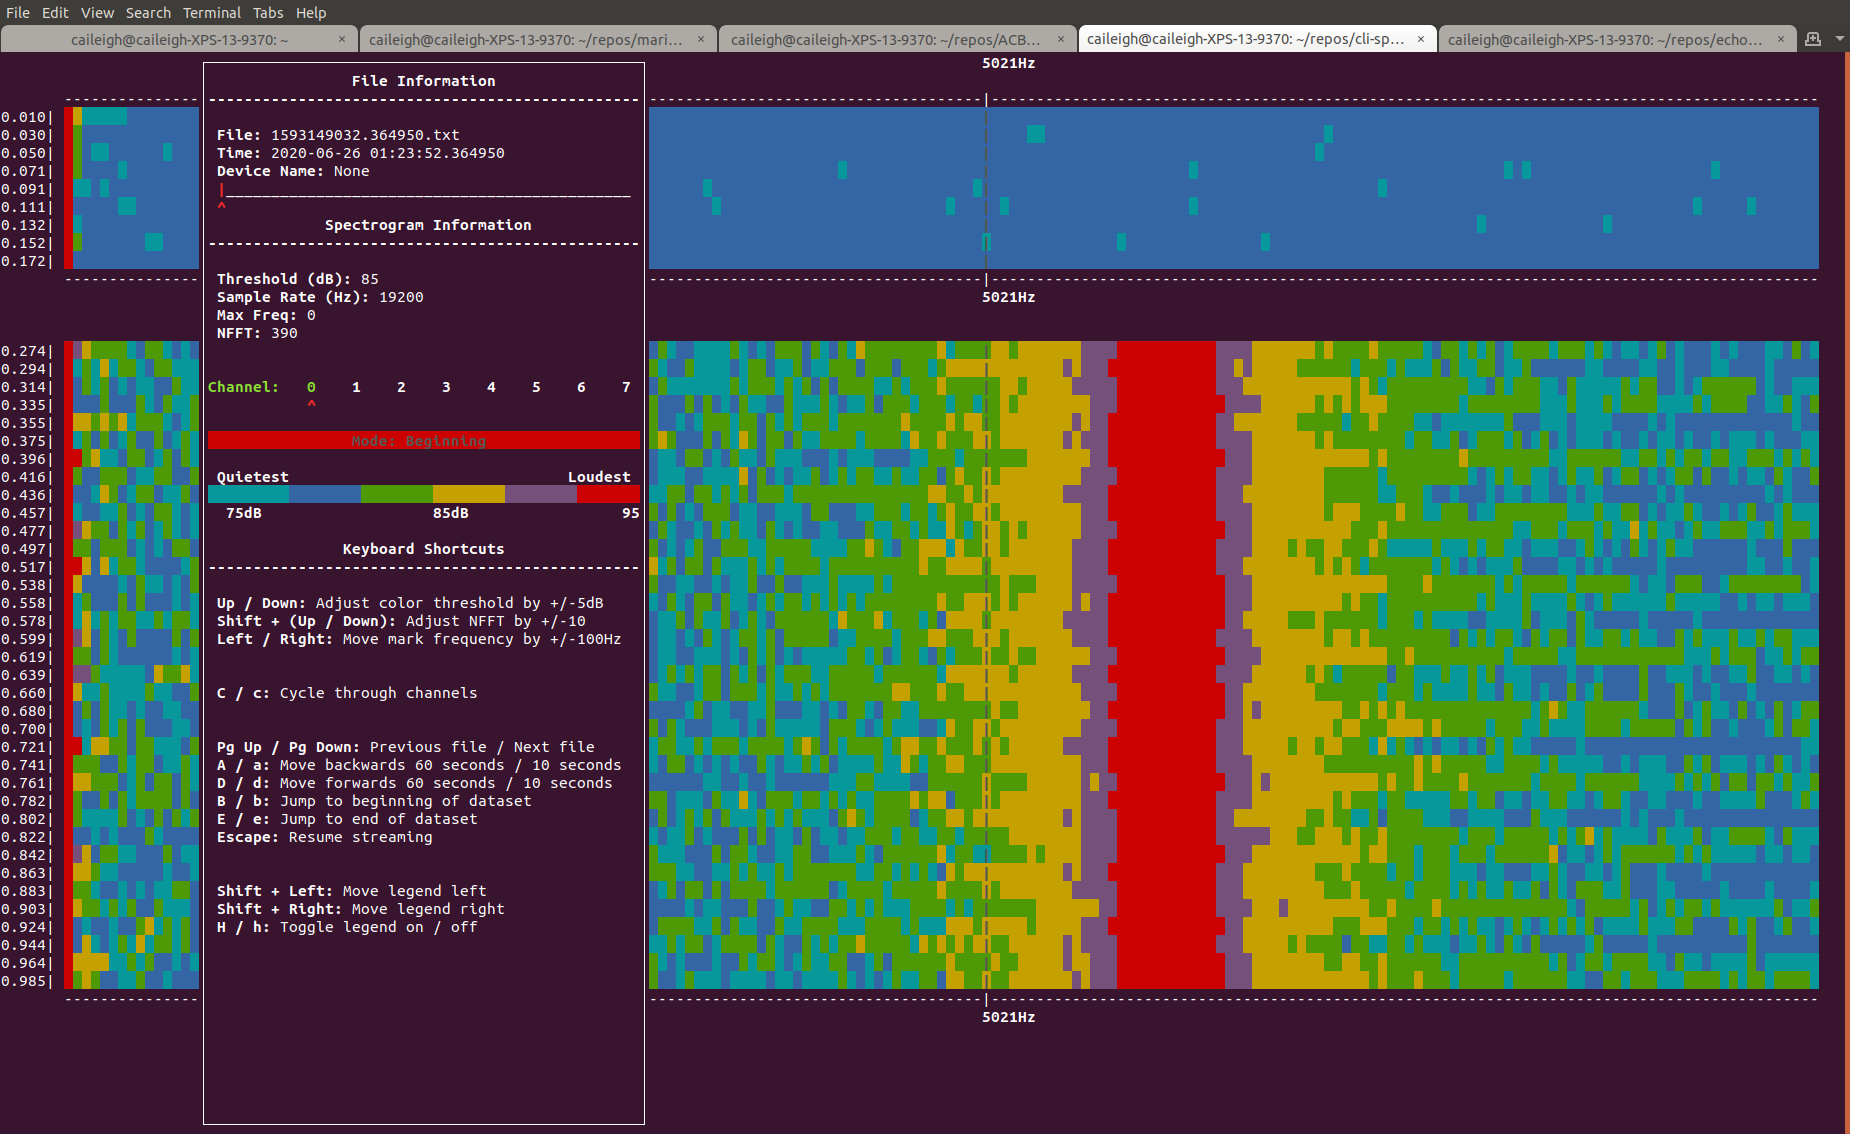 File Edit View Search Terminal Tabs Help
caileigh@caileigh-XPS-13-9370: ~ × caileigh@caileigh-XPS-13-9370: ~/repos/mari... × caileigh@caileigh-XPS-13-9370: ~/repos/ACB... × caileigh@caileigh-XPS-13-9370: ~/repos/cli-sp... × caileigh@caileigh-XPS-13-9370: ~/repos/echo... ×
5021Hz
0.010|
0.030|
0.050|
0.071|
0.091|
0.111|
0.132|
0.152|
0.172|
5021Hz
0.274|
0.294|
0.314|
0.335|
0.355|
0.375|
0.396|
0.416|
0.436|
0.457|
0.477|
0.497|
0.517|
0.538|
0.558|
0.578|
0.599|
0.619|
0.639|
0.660|
0.680|
0.700|
0.721|
0.741|
0.761|
0.782|
0.802|
0.822|
0.842|
0.863|
0.883|
0.903|
0.924|
0.944|
0.964|
0.985|
5021Hz
File Information
File: 1593149032.364950.txt
Time: 2020-06-26 01:23:52.364950
Device Name: None
|______________________________________________
^
Spectrogram Information
Threshold (dB): 85
Sample Rate (Hz): 19200
Max Freq: 0
NFFT: 390
Channel: 0 1 2 3 4 5 6 7
^
Mode: Beginning
Quietest Loudest
75dB 85dB 95
Keyboard Shortcuts
Up / Down: Adjust color threshold by +/-5dB
Shift + (Up / Down): Adjust NFFT by +/-10
Left / Right: Move mark frequency by +/-100Hz
C / c: Cycle through channels
Pg Up / Pg Down: Previous file / Next file
A / a: Move backwards 60 seconds / 10 seconds
D / d: Move forwards 60 seconds / 10 seconds
B / b: Jump to beginning of dataset
E / e: Jump to end of dataset
Escape: Resume streaming
Shift + Left: Move legend left
Shift + Right: Move legend right
H / h: Toggle legend on / off